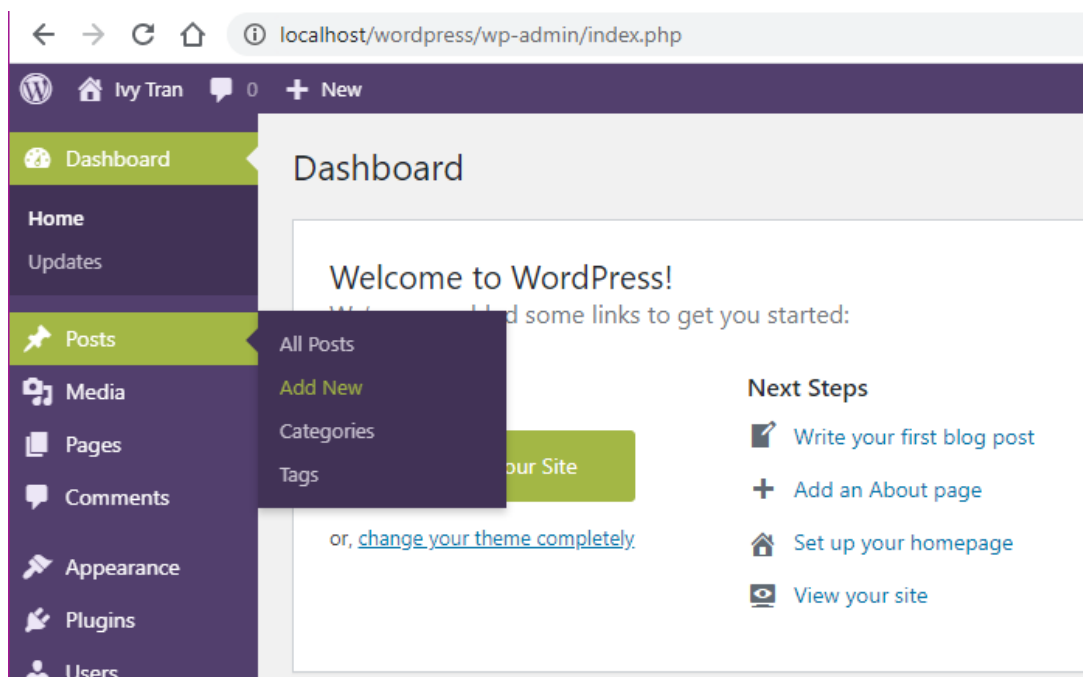 localhost/wordpress/wp-admin/index.php
Ivy Tran 0 New
Dashboard
Home
Updates
Posts
Media
Pages
Comments
Appearance
Plugins
Users
All Posts
Add New
Categories
Tags
Dashboard
Welcome to WordPress!
some links to get you started:
our Site
or, change your theme completely
Next Steps
Write your first blog post
Add an About page
Set up your homepage
View your site